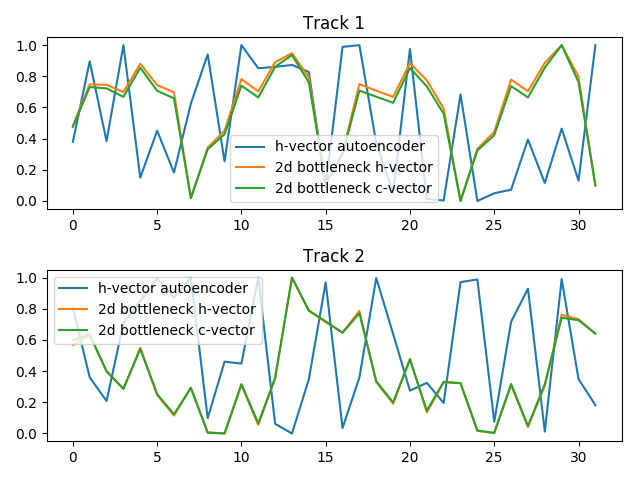 Track 1
1.0
0.8
0.6
0.4
0.2
0.0
h-vector autoencoder
2d bottleneck h-vector
2d bottleneck c-vector
0 5 10 15 20 25 30
Track 2
1.0
0.8
0.6
0.4
0.2
0.0
h-vector autoencoder
2d bottleneck h-vector
2d bottleneck c-vector
0 5 10 15 20 25 30